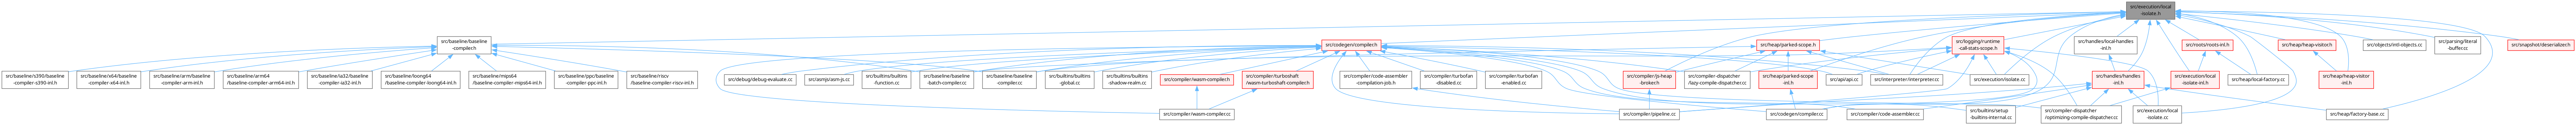 src/execution/local
-isolate.h
src/baseline/baseline
-compiler.h
src/codegen/compiler.h
src/heap/parked-scope.h
src/logging/runtime
-call-stats-scope.h
src/handles/local-handles
-inl.h
src/roots/roots-inl.h
src/heap/heap-visitor.h
src/objects/intl-objects.cc
src/parsing/literal
-buffer.cc
src/snapshot/deserializer.h
src/baseline/s390/baseline
-compiler-s390-inl.h
src/baseline/x64/baseline
-compiler-x64-inl.h
src/baseline/arm/baseline
-compiler-arm-inl.h
src/baseline/arm64
/baseline-compiler-arm64-inl.h
src/baseline/ia32/baseline
-compiler-ia32-inl.h
src/baseline/loong64
/baseline-compiler-loong64-inl.h
src/baseline/mips64
/baseline-compiler-mips64-inl.h
src/baseline/ppc/baseline
-compiler-ppc-inl.h
src/baseline/riscv
/baseline-compiler-riscv-inl.h
src/debug/debug-evaluate.cc
src/asmjs/asm-js.cc
src/builtins/builtins
-function.cc
src/baseline/baseline
-batch-compiler.cc
src/baseline/baseline
-compiler.cc
src/builtins/builtins
-global.cc
src/builtins/builtins
-shadow-realm.cc
src/compiler/wasm-compiler.h
src/compiler/turboshaft
/wasm-turboshaft-compiler.h
src/compiler/code-assembler
-compilation-job.h
src/compiler/turbofan
-disabled.cc
src/compiler/turbofan
-enabled.cc
src/compiler/js-heap
-broker.h
src/compiler-dispatcher
/lazy-compile-dispatcher.cc
src/heap/parked-scope
-inl.h
src/api/api.cc
src/interpreter/interpreter.cc
src/execution/isolate.cc
src/handles/handles
-inl.h
src/execution/local
-isolate-inl.h
src/heap/local-factory.cc
src/heap/heap-visitor
-inl.h
src/compiler/wasm-compiler.cc
src/compiler/pipeline.cc
src/codegen/compiler.cc
src/compiler/code-assembler.cc
src/builtins/setup
-builtins-internal.cc
src/compiler-dispatcher
/optimizing-compile-dispatcher.cc
src/execution/local
-isolate.cc
src/heap/factory-base.cc